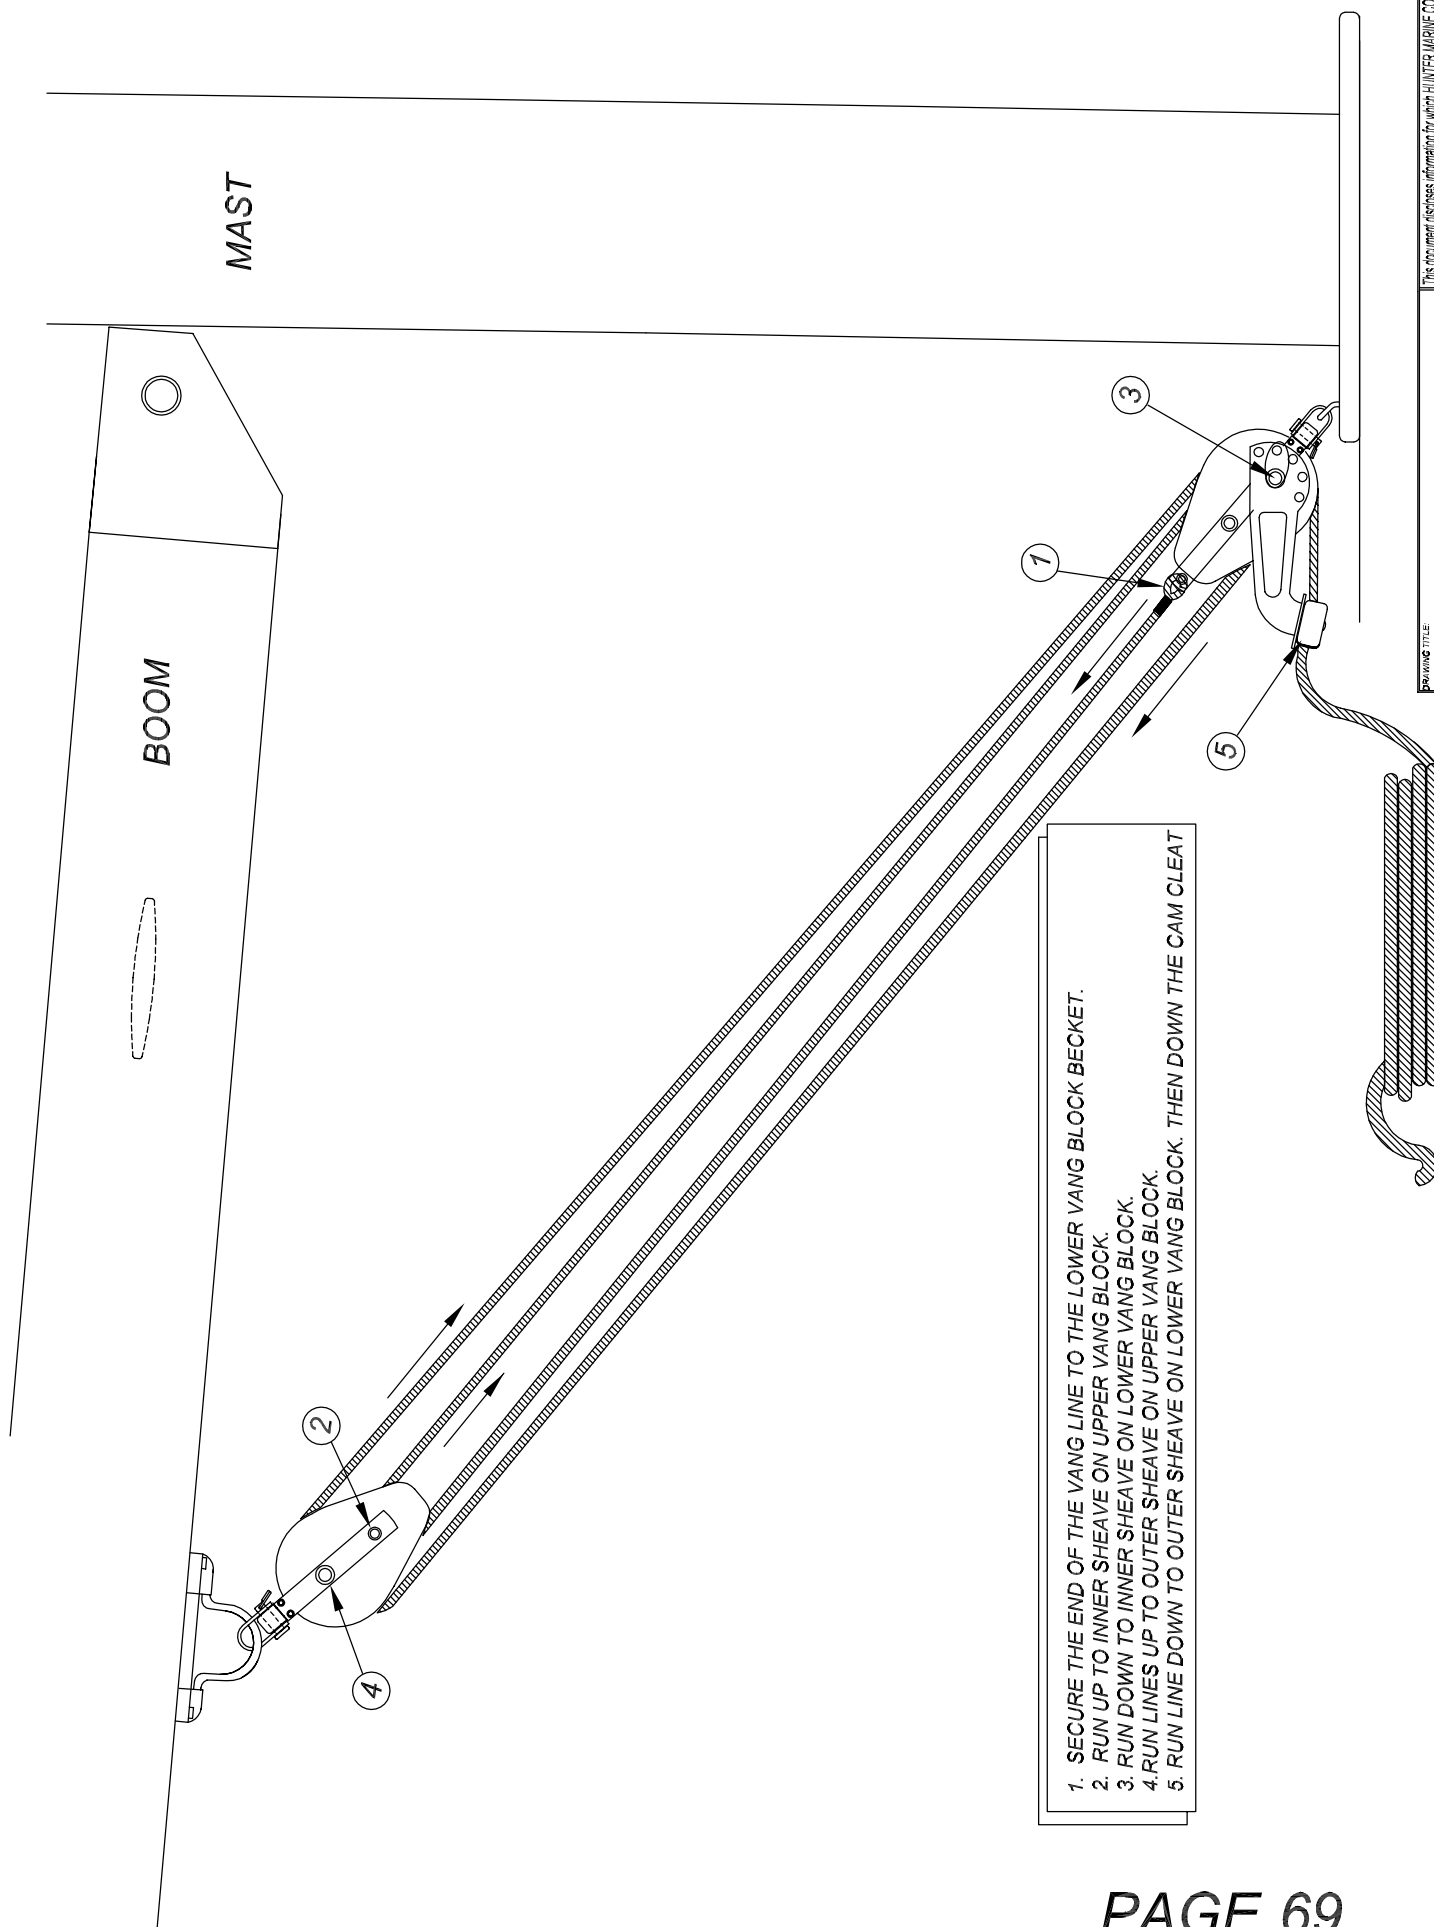 MAST
BOOM
1
2
3
4
5
1. SECURE THE END OF THE VANG LINE TO THE LOWER VANG BLOCK BECKET.
2. RUN UP TO INNER SHEAVE ON UPPER VANG BLOCK.
3. RUN DOWN TO INNER SHEAVE ON LOWER VANG BLOCK.
4.RUN LINES UP TO OUTER SHEAVE ON UPPER VANG BLOCK.
5. RUN LINE DOWN TO OUTER SHEAVE ON LOWER VANG BLOCK. THEN DOWN THE CAM CLEAT
DRAWING TITLE:
This document discloses information for which HUNTER MARINE
PAGE 69